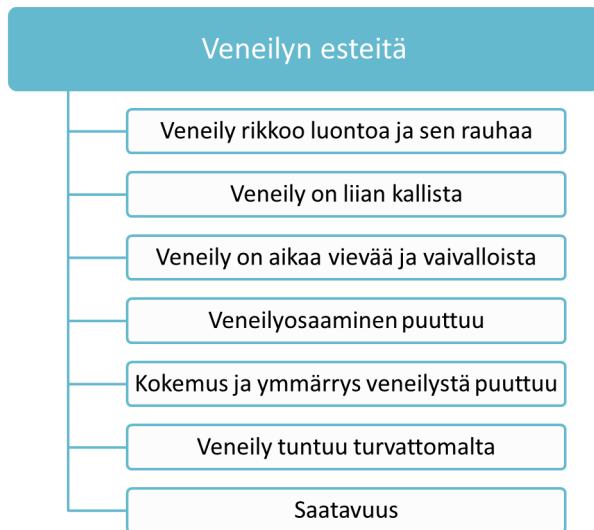 Veneilyn esteitä
Veneily rikkoo luontoa ja sen rauhaa
Veneily on liian kallista
Veneily on aikaa vievää ja vaivalloista
Veneilyosaaminen puuttuu
Kokemus ja ymmärrys veneilystä puuttuu
Veneily tuntuu turvattomalta
Saatavuus